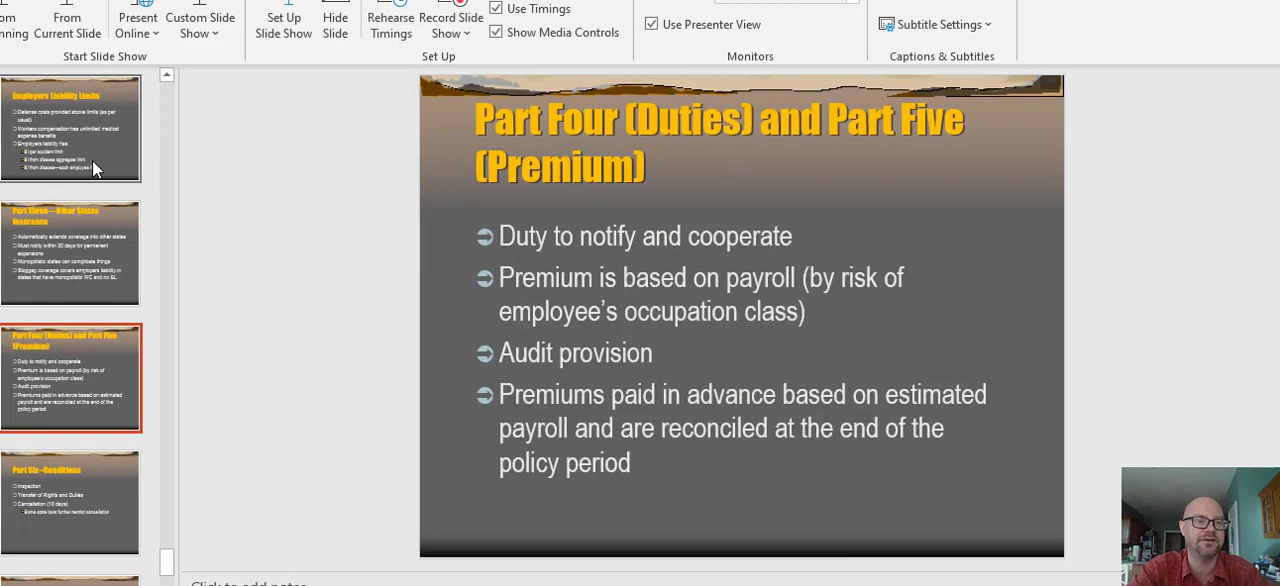 om
From
Present
Custom Slide
Set Up
Hide
Rehearse
Record Slide
Use Timings
nning
Current Slide
Online
Show
Slide Show
Slide
Timings
Show
Show Media Controls
Use Presenter View
Subtitle Settings
Start Slide Show
Set Up
Monitors
Captions & Subtitles
Employers Liability Limits
Defense costs provided above limits (as per
usual)
Workers compensation has unlimited medical
expense benefits
Employers liability has
BI per accident limit
BI from disease aggregate limit
BI from disease—each employee
Part Three—Other States
Insurance
Automatically extends coverage into other states
Must notify within 30 days for permanent
expansions
Monopolistic states can complicate things
Stopgap coverage covers employers liability in
states that have monopolistic WC and no EL
Part Four (Duties) and Part Five
(Premium)
Duty to notify and cooperate
Premium is based on payroll (by risk of
employee's occupation class)
Audit provision
Premiums paid in advance based on estimated
payroll and are reconciled at the end of the
policy period
Part Six—Conditions
Inspection
Transfer of Rights and Duties
Cancellation (10 days)
Some state laws further restrict cancellation
Part Four (Duties) and Part Five
(Premium)
Duty to notify and cooperate
Premium is based on payroll (by risk of
employee's occupation class)
Audit provision
Premiums paid in advance based on estimated
payroll and are reconciled at the end of the
policy period
Click to add notes